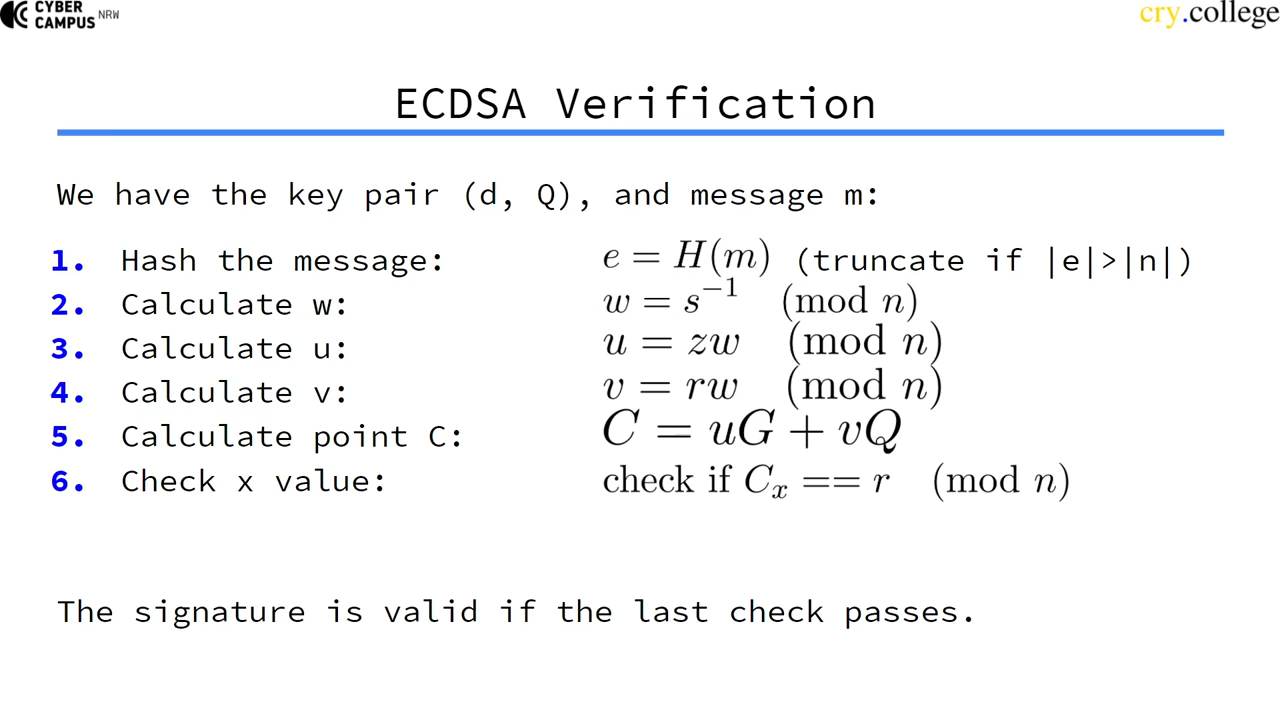 CYBER
CAMPUS NRW
cry.college
ECDSA Verification
We have the key pair (d, Q), and message m:
1. Hash the message: e = H(m) (truncate if |e|>|n|)
2. Calculate w: w = s⁻¹ (mod n)
3. Calculate u: u = zw (mod n)
4. Calculate v: v = rw (mod n)
5. Calculate point C: C = uG + vQ
6. Check x value: check if Cₓ == r (mod n)
The signature is valid if the last check passes.